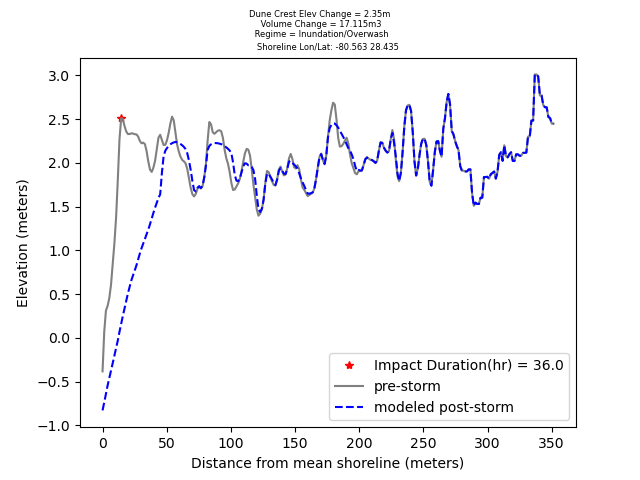 Dune Crest Elev Change = 2.35m
Volume Change = 17.115m3
Regime = Inundation/Overwash
Shoreline Lon/Lat: -80.563 28.435
3.0
2.5
2.0
1.5
1.0
0.5
0.0
−0.5
−1.0
Elevation (meters)
Impact Duration(hr) = 36.0
pre-storm
modeled post-storm
0 50 100 150 200 250 300 350
Distance from mean shoreline (meters)